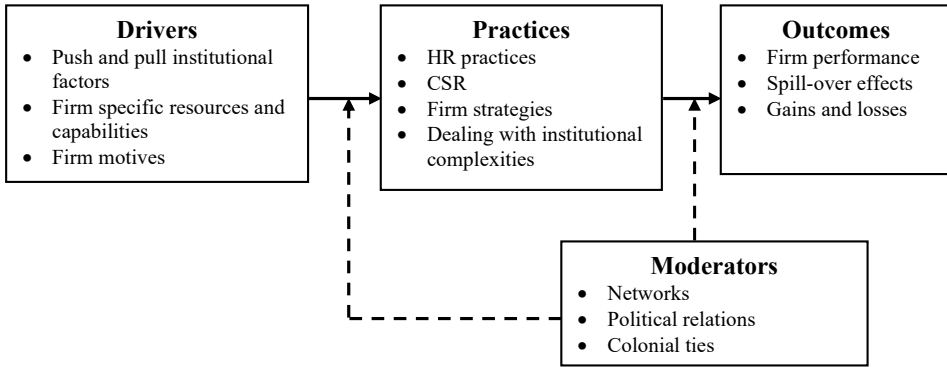 Drivers
• Push and pull institutional
factors
• Firm specific resources and
capabilities
• Firm motives
Practices
• HR practices
• CSR
• Firm strategies
• Dealing with institutional
complexities
Outcomes
• Firm performance
• Spill-over effects
• Gains and losses
Moderators
• Networks
• Political relations
• Colonial ties